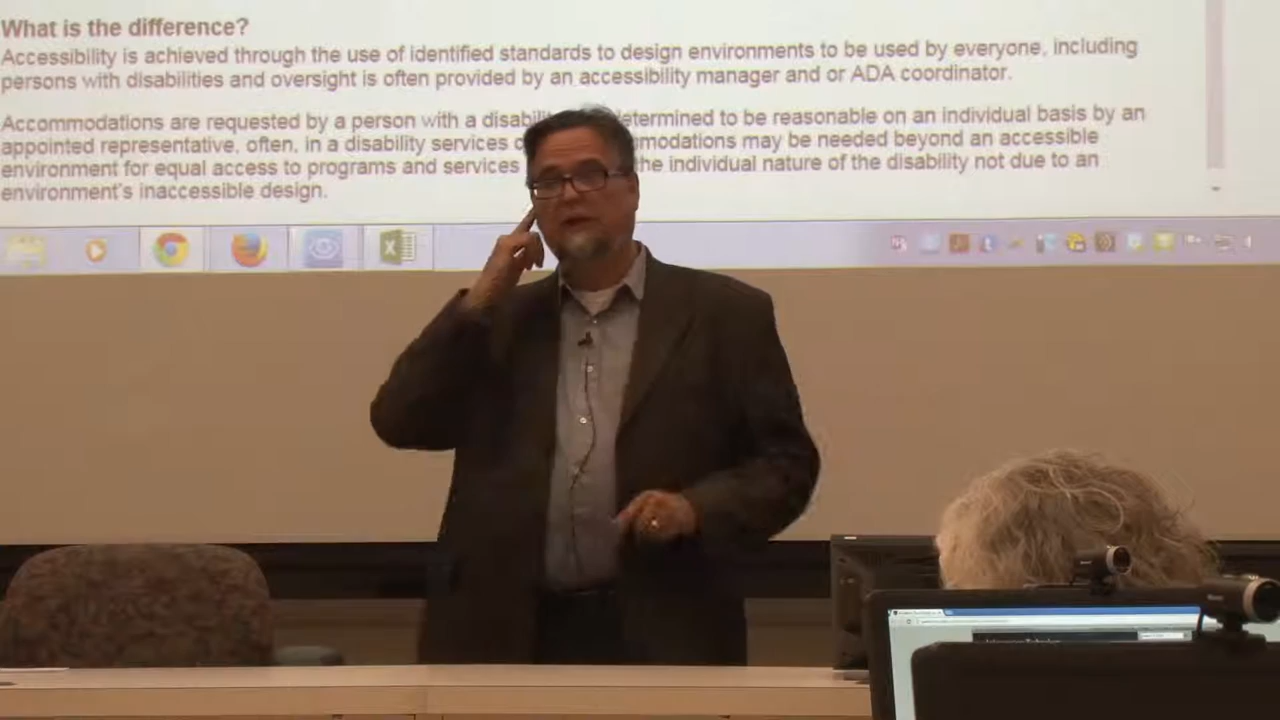 What is the difference?
Accessibility is achieved through the use of identified standards to design environments to be used by everyone, including
persons with disabilities and oversight is often provided by an accessibility manager and or ADA coordinator.
Accommodations are requested by a person with a disabil etermined to be reasonable on an individual basis by an
appointed representative, often, in a disability services o mmodations may be needed beyond an accessible
environment for equal access to programs and services the individual nature of the disability not due to an
environment's inaccessible design.